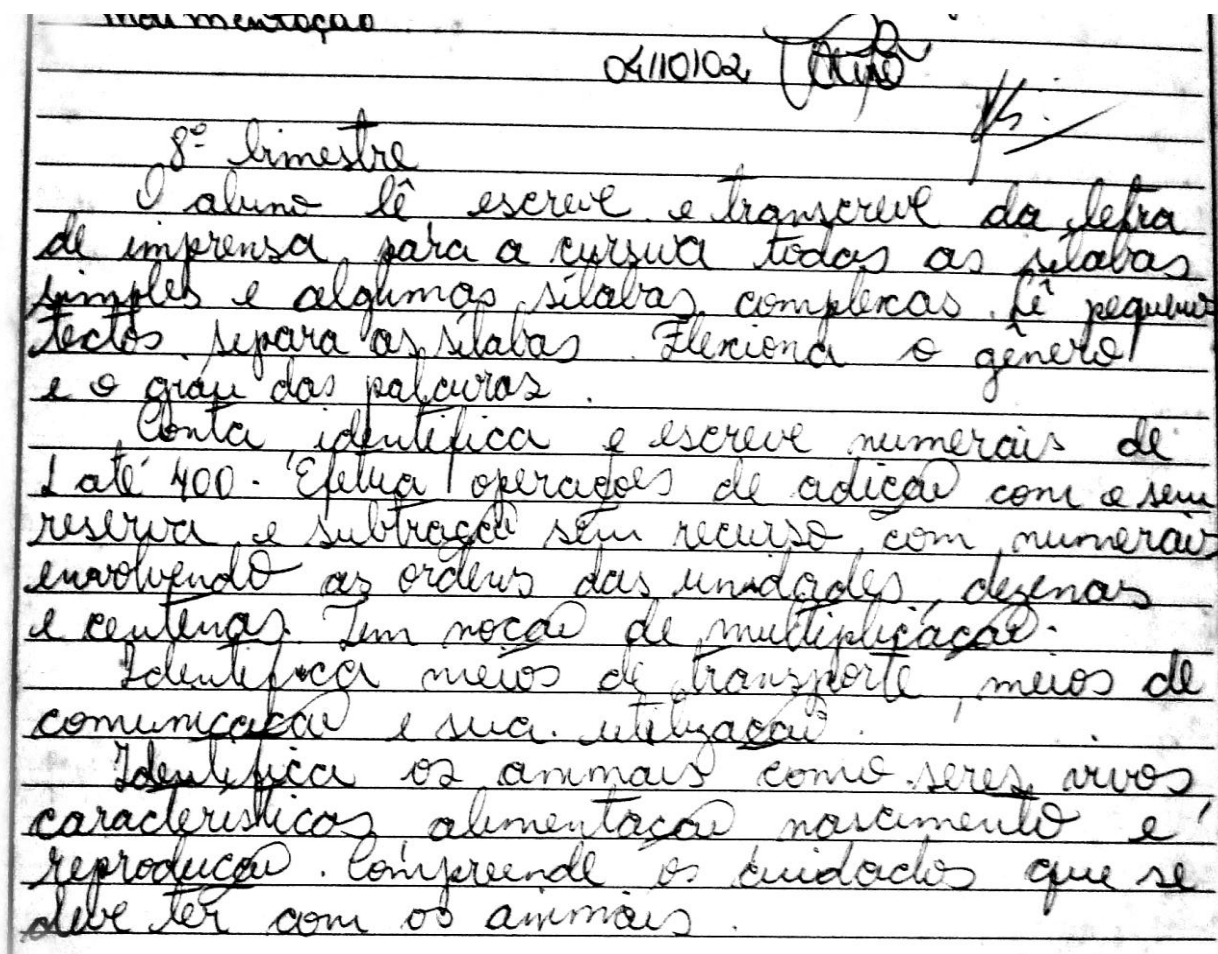 04/10/02
8º bimestre
O aluno lê escreve e transcreve da letra
de imprensa para a cursiva todas as sílabas
simples e algumas sílabas complexas. Lê pequenos
textos separa as sílabas. Flexiona o gênero
e o grau das palavras.
Conta identifica e escreve numerais de
1 até 400. Efetua operações de adição com e sem
reserva e subtração sem recurso com numerais
envolvendo as ordens das unidades, dezenas
e centenas. Tem noção de multiplicação.
Identifica meios de transporte, meios de
comunicação e sua utilização.
Identifica os animais como seres vivos,
características alimentação nascimento e
reprodução. Compreende os cuidados que se
deve ter com os animais.